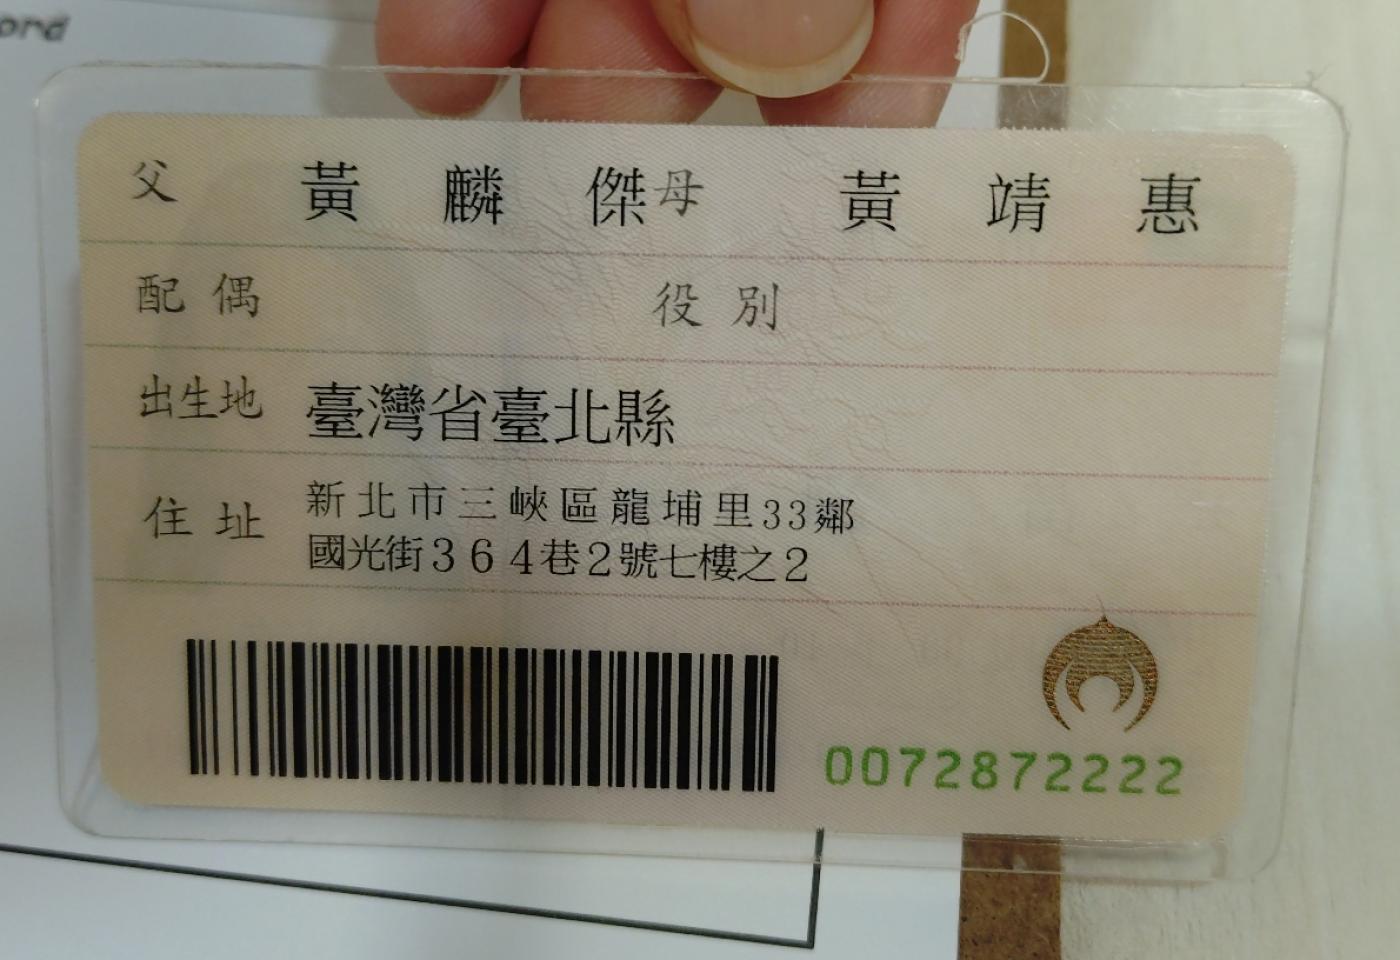 ord
父 黃麟傑 母 黃靖惠
配偶 役別
出生地 臺灣省臺北縣
住址 新北市三峽區龍埔里33鄰
國光街364巷2號七樓之2
0072872222